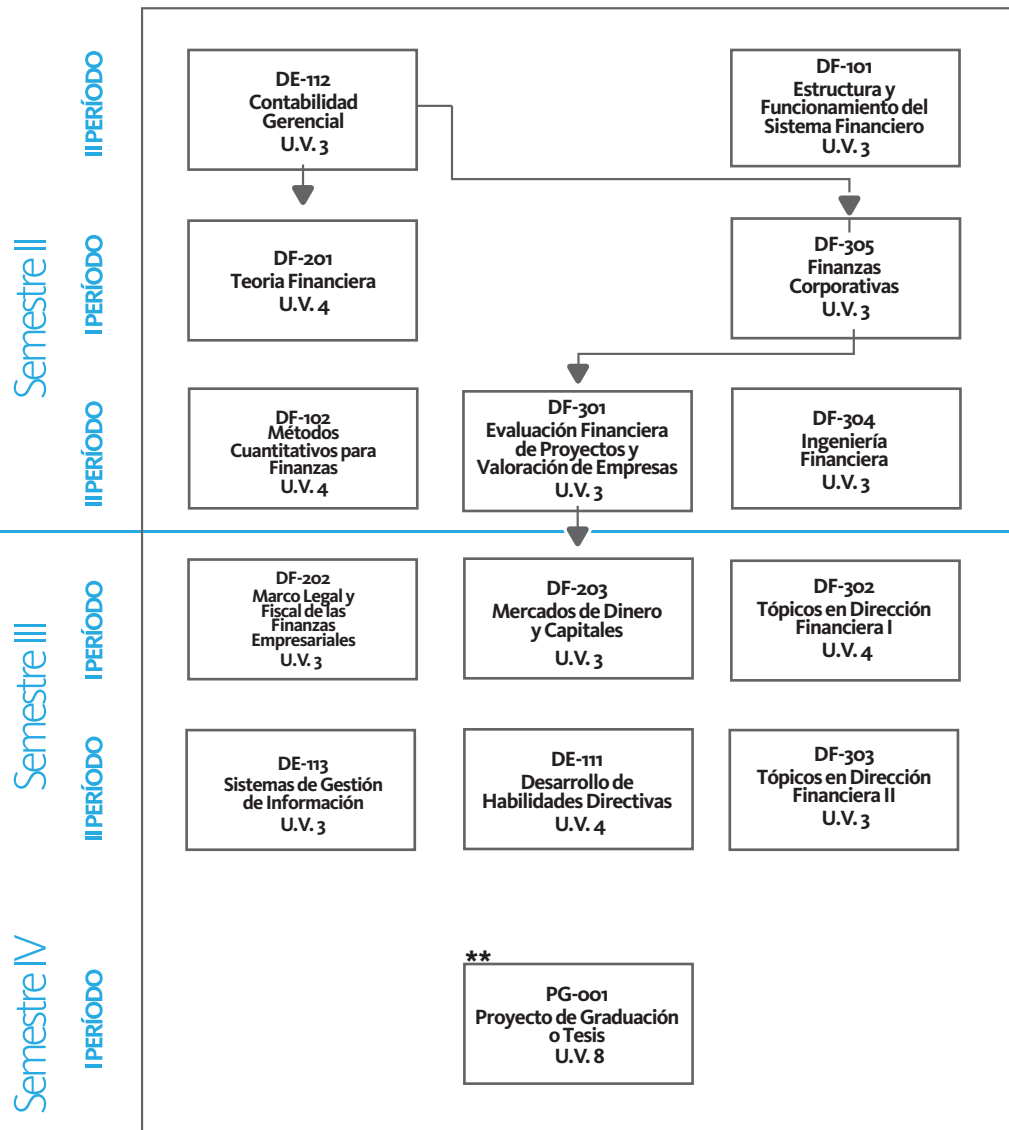 II PERÍODO
DE-112
Contabilidad
Gerencial
U.V. 3
DF-101
Estructura y
Funcionamiento del
Sistema Financiero
U.V. 3
Semestre II
I PERÍODO
DF-201
Teoria Financiera
U.V. 4
DF-305
Finanzas
Corporativas
U.V. 3
II PERÍODO
DF-102
Métodos
Cuantitativos para
Finanzas
U.V. 4
DF-301
Evaluación Financiera
de Proyectos y
Valoración de Empresas
U.V. 3
DF-304
Ingeniería
Financiera
U.V. 3
Semestre III
I PERÍODO
DF-202
Marco Legal y
Fiscal de las
Finanzas
Empresariales
U.V. 3
DF-203
Mercados de Dinero
y Capitales
U.V. 3
DF-302
Tópicos en Dirección
Financiera I
U.V. 4
II PERÍODO
DE-113
Sistemas de Gestión
de Información
U.V. 3
DE-111
Desarrollo de
Habilidades Directivas
U.V. 4
DF-303
Tópicos en Dirección
Financiera II
U.V. 3
Semestre IV
I PERÍODO
**
PG-001
Proyecto de Graduación
o Tesis
U.V. 8